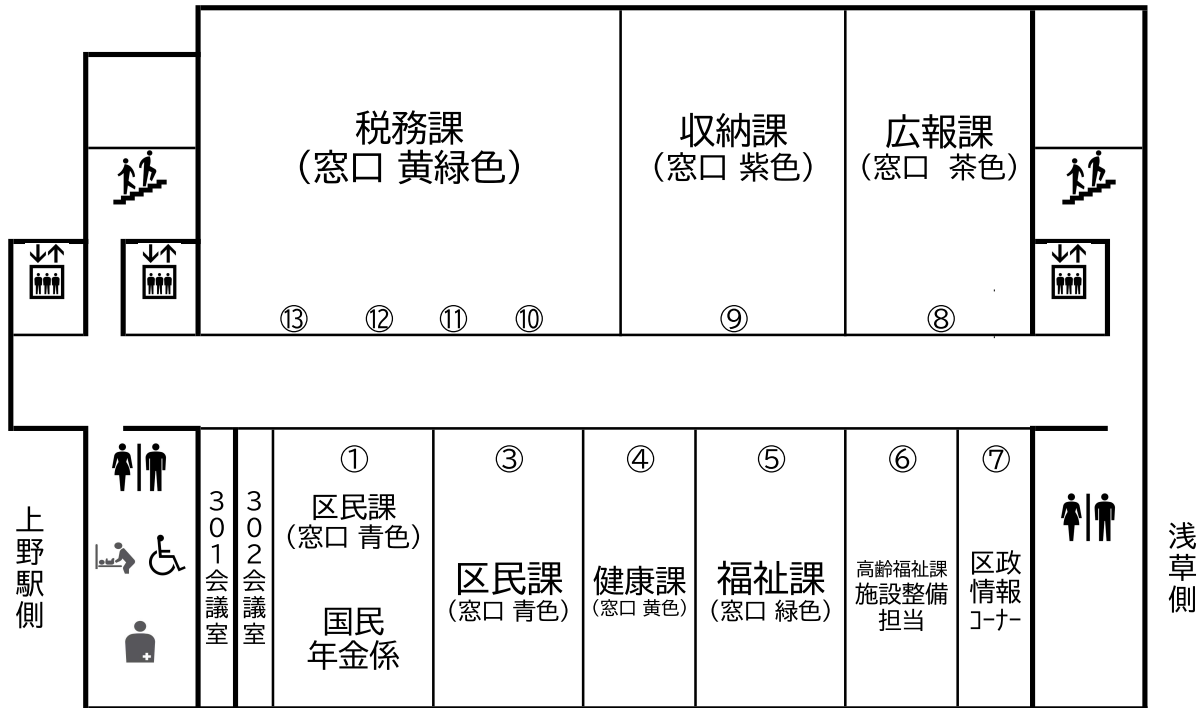 税務課
（窓口 黄緑色）
収納課
（窓口 紫色）
広報課
（窓口 茶色）
⑬
⑫
⑪
⑩
⑨
⑧
①
区民課
（窓口 青色）
国民
年金係
③
区民課
（窓口 青色）
④
健康課
（窓口 黄色）
⑤
福祉課
（窓口 緑色）
⑥
高齢福祉課
施設整備
担当
⑦
区政
情報
コーナー
301会議室
302会議室
上野駅側
浅草側